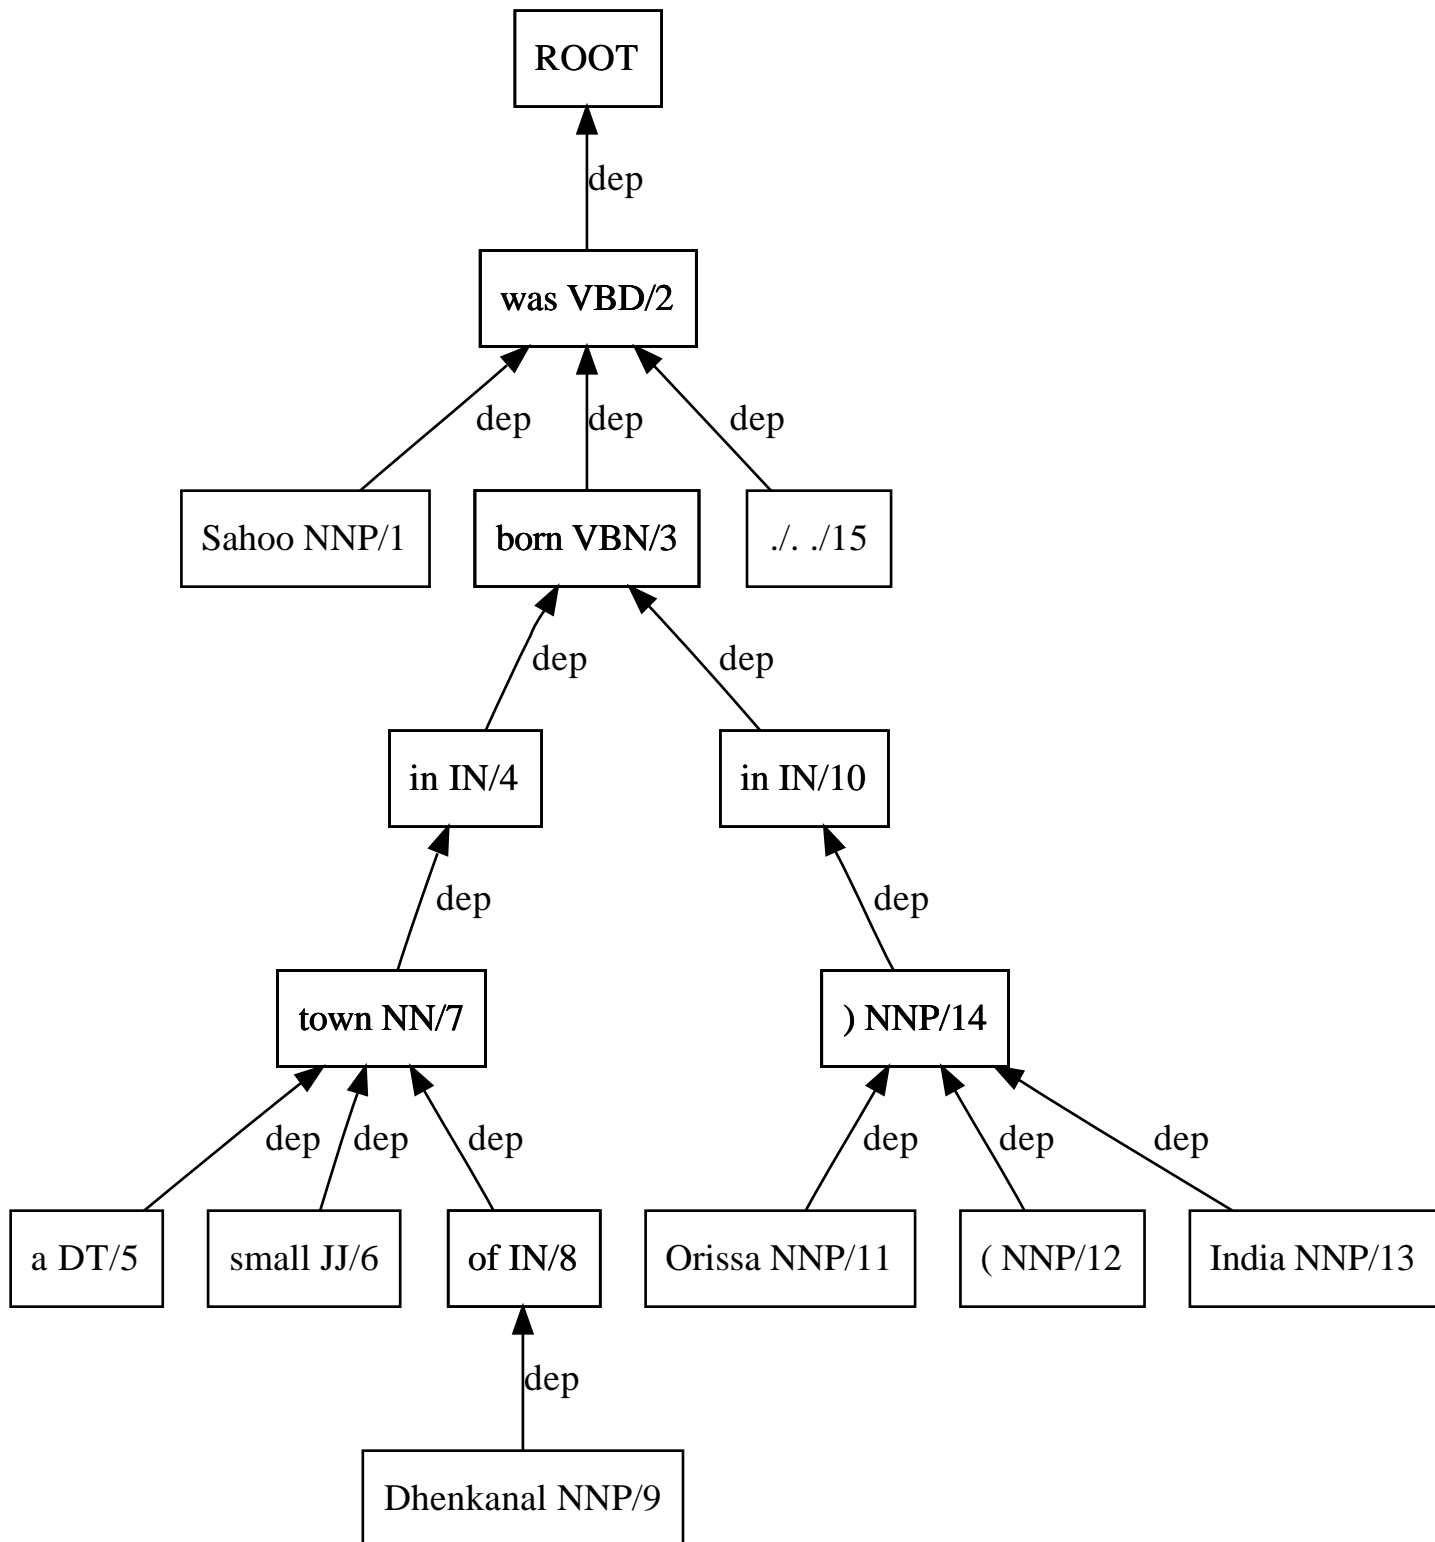 ROOT
dep
was VBD/2
dep dep dep
Sahoo NNP/1 born VBN/3 ./. ./15
dep dep
in IN/4 in IN/10
dep dep
town NN/7 ) NNP/14
dep dep dep dep dep dep
a DT/5 small JJ/6 of IN/8 Orissa NNP/11 ( NNP/12 India NNP/13
dep
Dhenkanal NNP/9